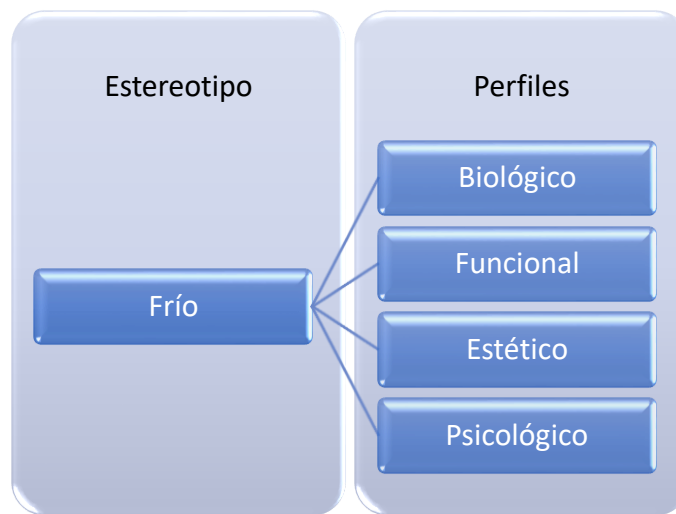 Estereotipo
Perfiles
Biológico
Funcional
Frío
Estético
Psicológico